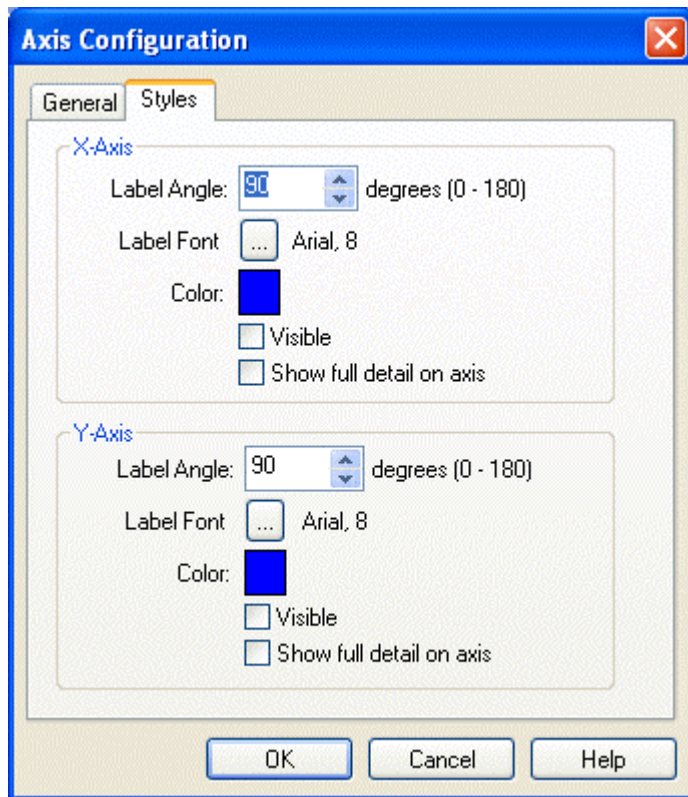 Axis Configuration
General Styles
X-Axis
Label Angle: 90 degrees (0 - 180)
Label Font ... Arial, 8
Color:
Visible
Show full detail on axis
Y-Axis
Label Angle: 90 degrees (0 - 180)
Label Font ... Arial, 8
Color:
Visible
Show full detail on axis
OK Cancel Help